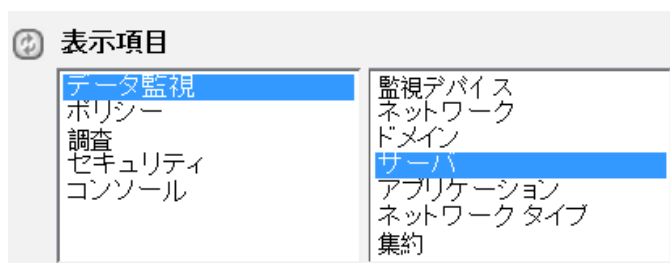 表示項目
データ監視
ポリシー
調査
セキュリティ
コンソール
監視デバイス
ネットワーク
ドメイン
サーバ
アプリケーション
ネットワーク タイプ
集約